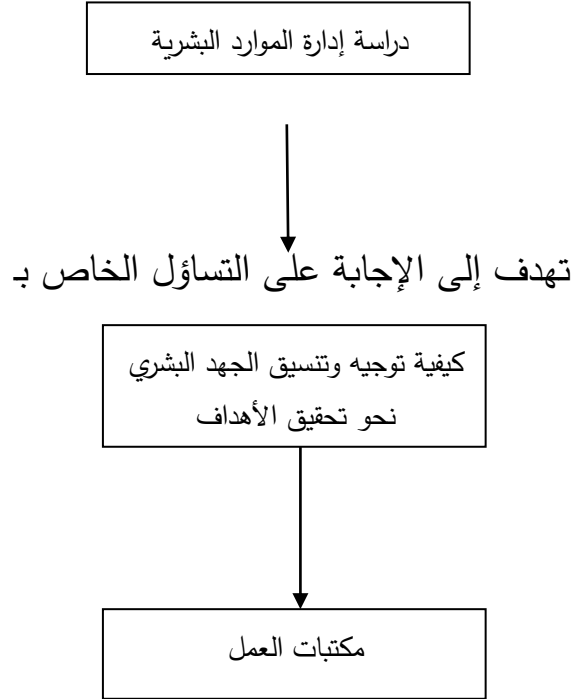 دراسة إدارة الموارد البشرية
تهدف إلى الإجابة على التساؤل الخاص بـ
كيفية توجيه وتنسيق الجهد البشري
نحو تحقيق الأهداف
مكتبات العمل